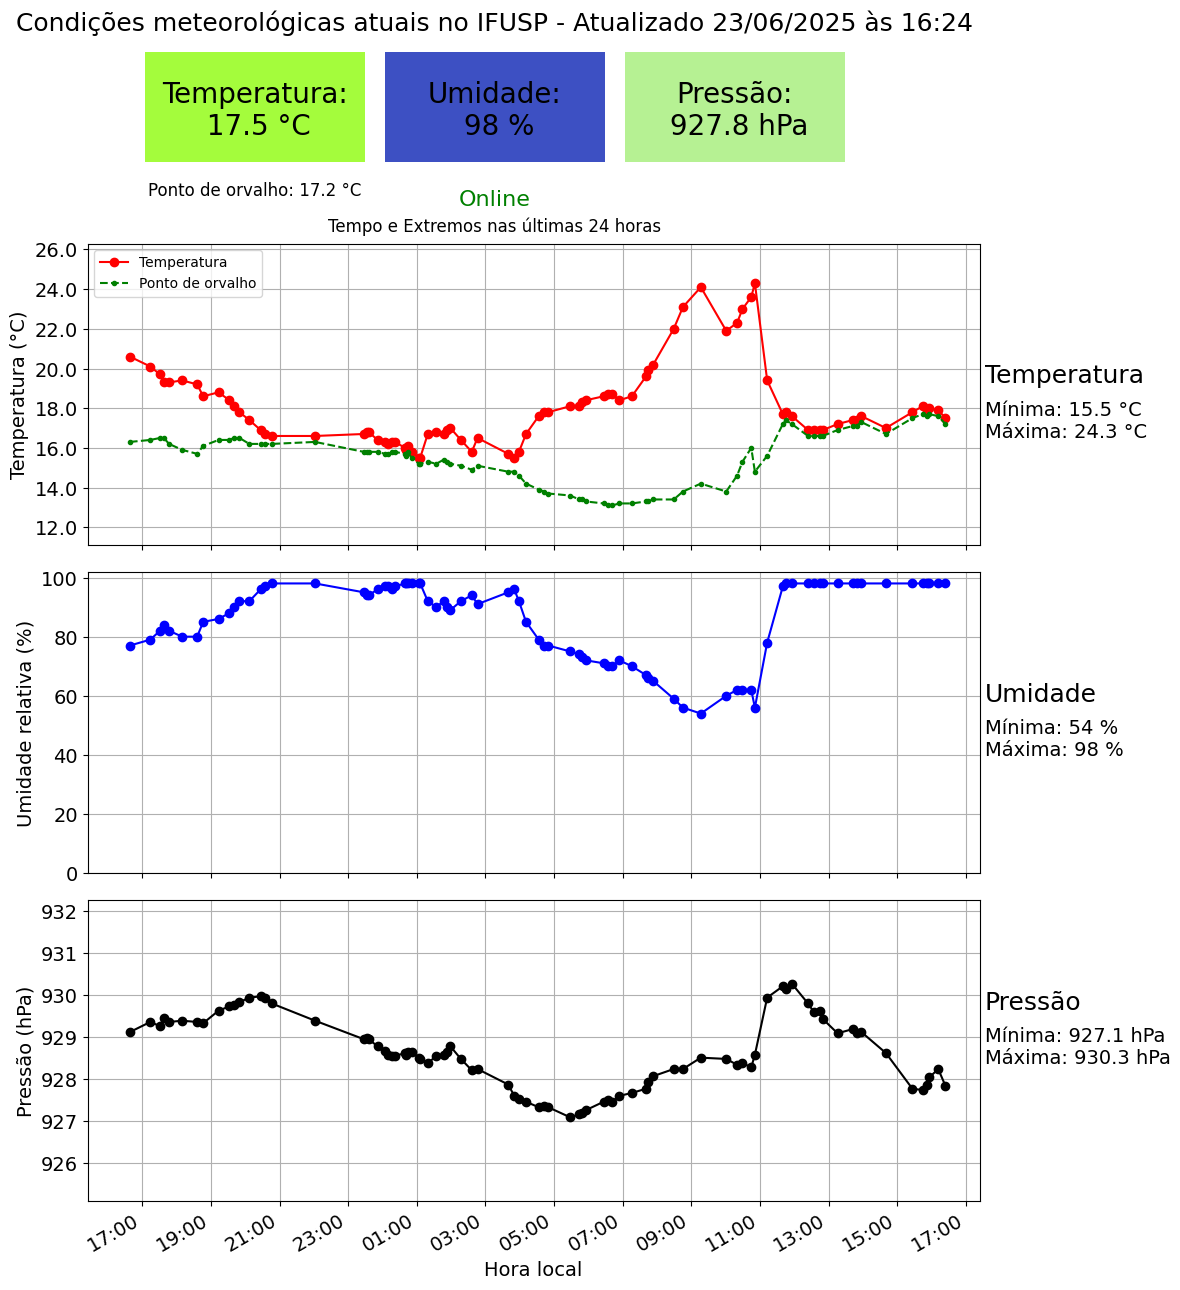 Condições meteorológicas atuais no IFUSP - Atualizado 23/06/2025 às 16:24
Temperatura:
17.5 °C
Umidade:
98 %
Pressão:
927.8 hPa
Ponto de orvalho: 17.2 °C
Online
Tempo e Extremos nas últimas 24 horas
Temperatura (°C)
26.0
24.0
22.0
20.0
18.0
16.0
14.0
12.0
Temperatura
Ponto de orvalho
Temperatura
Mínima: 15.5 °C
Máxima: 24.3 °C
Umidade relativa (%)
100
80
60
40
20
0
Umidade
Mínima: 54 %
Máxima: 98 %
Pressão (hPa)
932
931
930
929
928
927
926
Pressão
Mínima: 927.1 hPa
Máxima: 930.3 hPa
17:00 19:00 21:00 23:00 01:00 03:00 05:00 07:00 09:00 11:00 13:00 15:00 17:00
Hora local